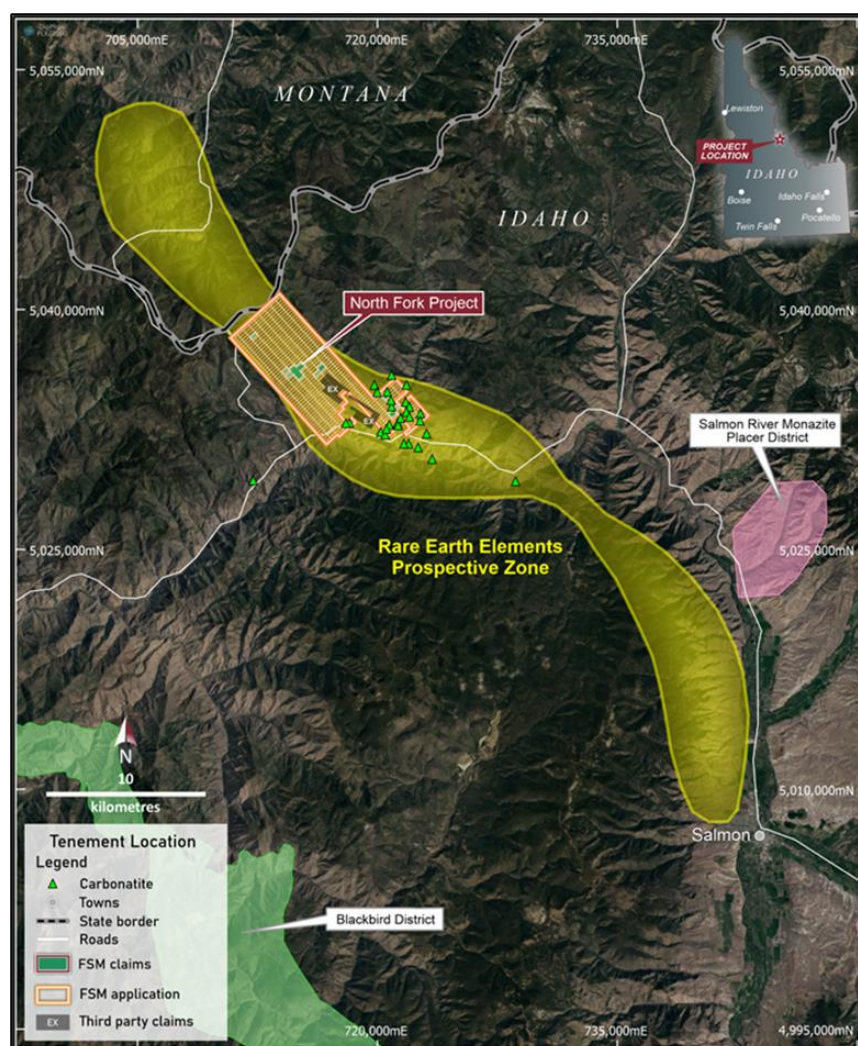 705,000mE
720,000mE
735,000mE
5,055,000mN
5,055,000mN
MONTANA
Lewiston
PROJECT
LOCATION
IDAHO
Boise
Idaho Falls
Pocatello
Twin Falls
IDAHO
North Fork Project
5,040,000mN
5,040,000mN
EX
EX
Salmon River Monazite
Placer District
Rare Earth Elements
Prospective Zone
5,025,000mN
5,025,000mN
N
10
kilometres
5,010,000mN
Salmon
Tenement Location
Legend
Carbonatite
Towns
State border
Roads
FSM claims
FSM application
EX
Third party claims
Blackbird District
720,000mE
735,000mE
4,995,000mN